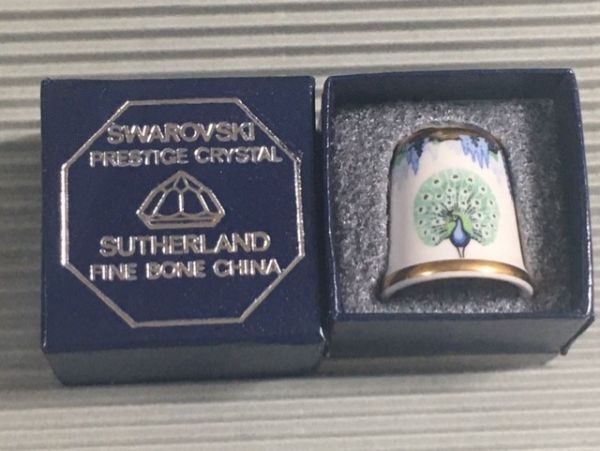 SWAROVSKI
PRESTIGE CRYSTAL
SUTHERLAND
FINE BONE CHINA